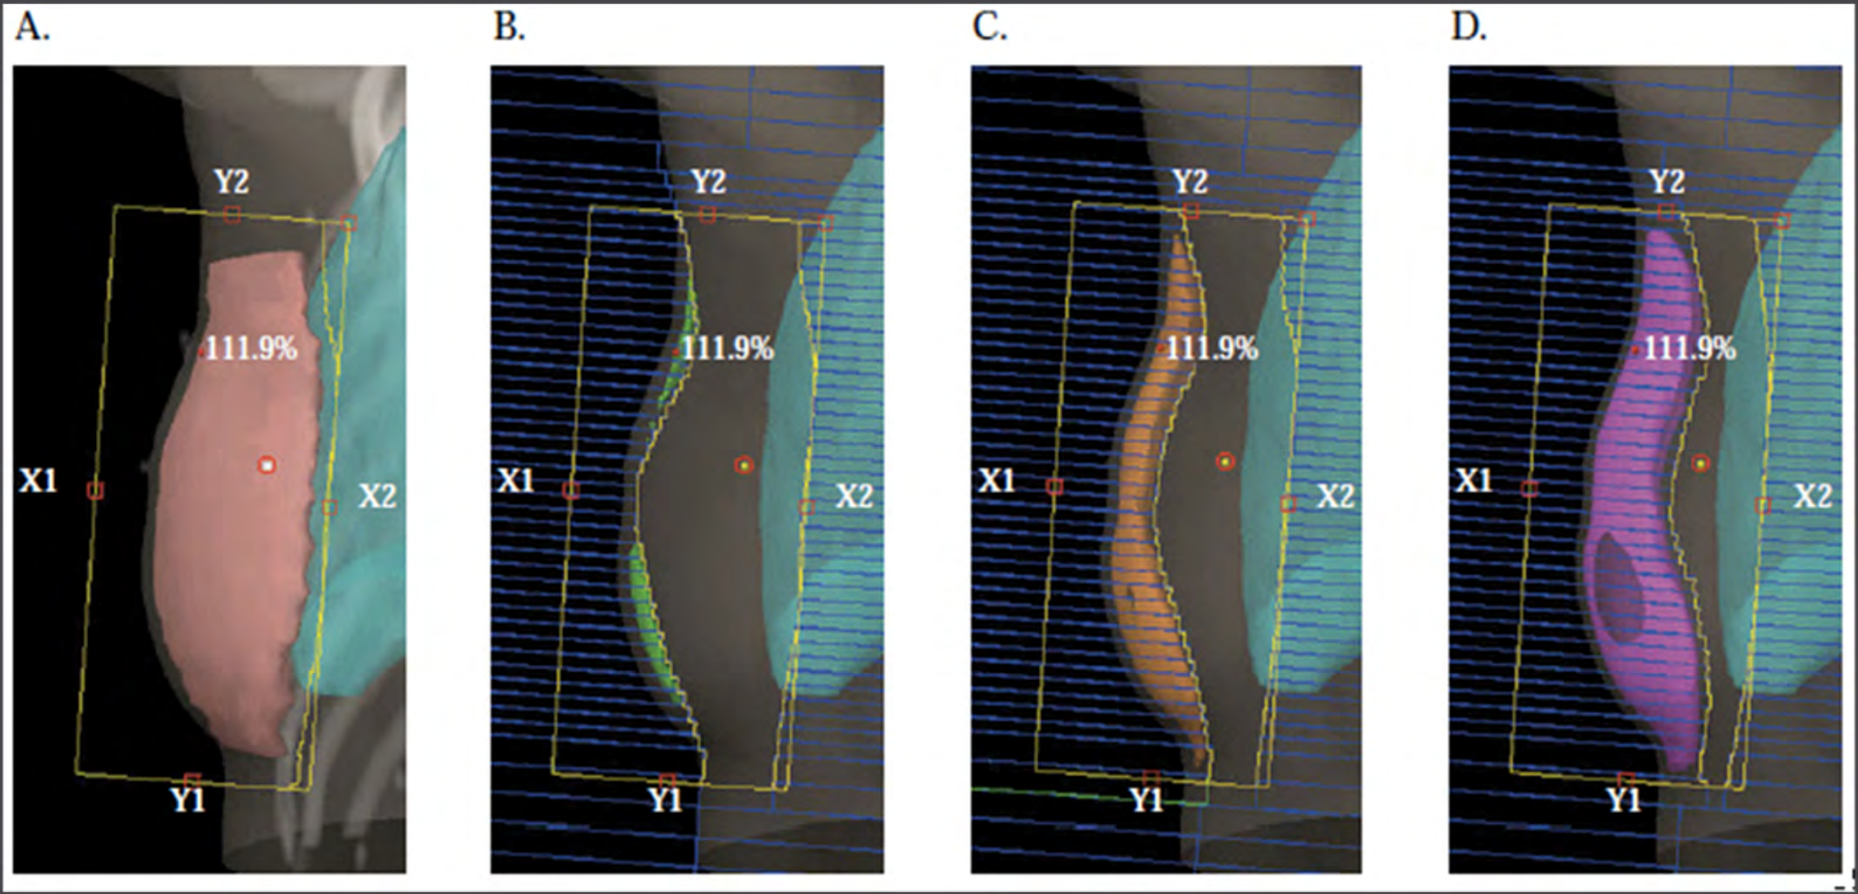 A. B. C. D.
Y2 Y2 Y2 Y2
111.9% 111.9% 111.9% 111.9%
X1 X2 X1 X2 X1 X2 X1 X2
Y1 Y1 Y1 Y1